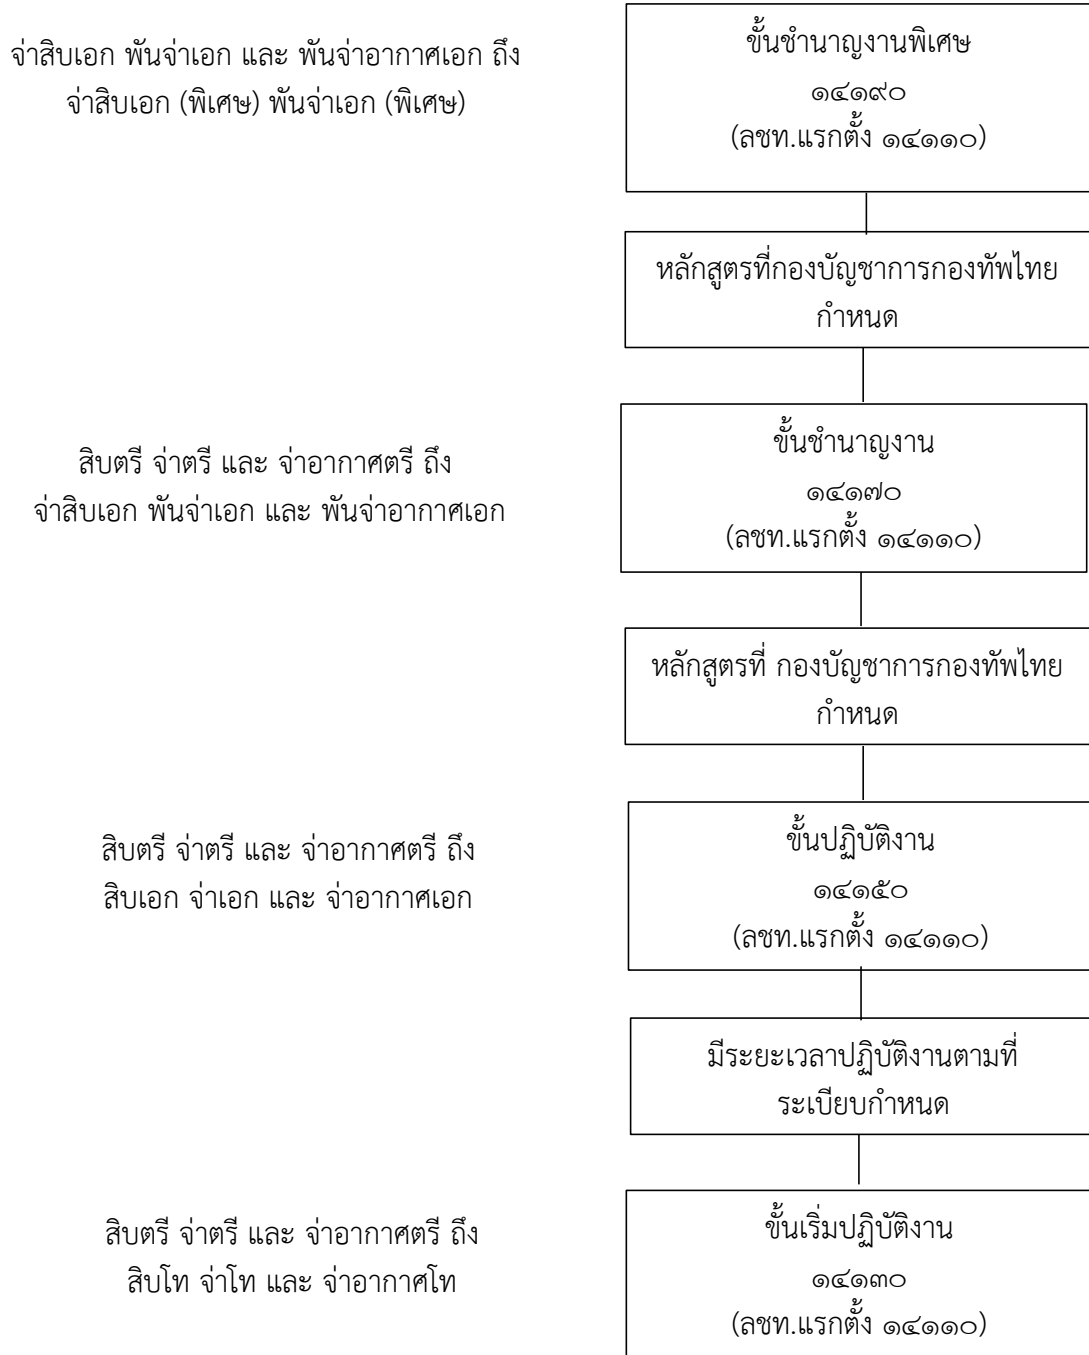 จ่าสิบเอก พันจ่าเอก และ พันจ่าอากาศเอก ถึง
จ่าสิบเอก (พิเศษ) พันจ่าเอก (พิเศษ)
ขั้นชำนาญงานพิเศษ
๑๔๑๙๐
(ลชท.แรกตั้ง ๑๔๑๑๐)
หลักสูตรที่กองบัญชาการกองทัพไทย
กำหนด
สิบตรี จ่าตรี และ จ่าอากาศตรี ถึง
จ่าสิบเอก พันจ่าเอก และ พันจ่าอากาศเอก
ขั้นชำนาญงาน
๑๔๑๗๐
(ลชท.แรกตั้ง ๑๔๑๑๐)
หลักสูตรที่ กองบัญชาการกองทัพไทย
กำหนด
สิบตรี จ่าตรี และ จ่าอากาศตรี ถึง
สิบเอก จ่าเอก และ จ่าอากาศเอก
ขั้นปฏิบัติงาน
๑๔๑๕๐
(ลชท.แรกตั้ง ๑๔๑๑๐)
มีระยะเวลาปฏิบัติงานตามที่
ระเบียบกำหนด
สิบตรี จ่าตรี และ จ่าอากาศตรี ถึง
สิบโท จ่าโท และ จ่าอากาศโท
ขั้นเริ่มปฏิบัติงาน
๑๔๑๓๐
(ลชท.แรกตั้ง ๑๔๑๑๐)